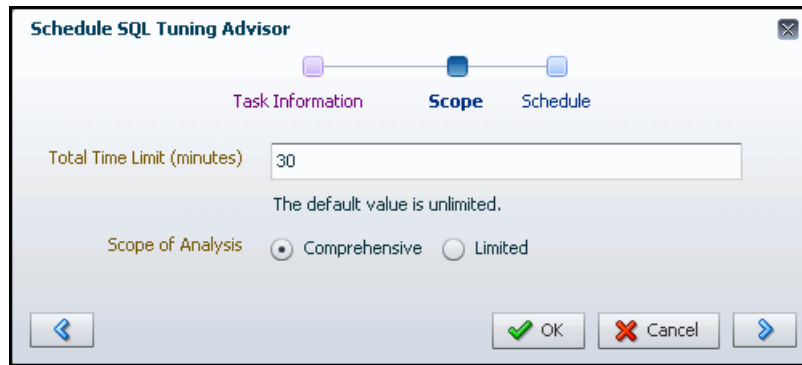 Schedule SQL Tuning Advisor
Task Information Scope Schedule
Total Time Limit (minutes) 30
The default value is unlimited.
Scope of Analysis Comprehensive Limited
OK Cancel